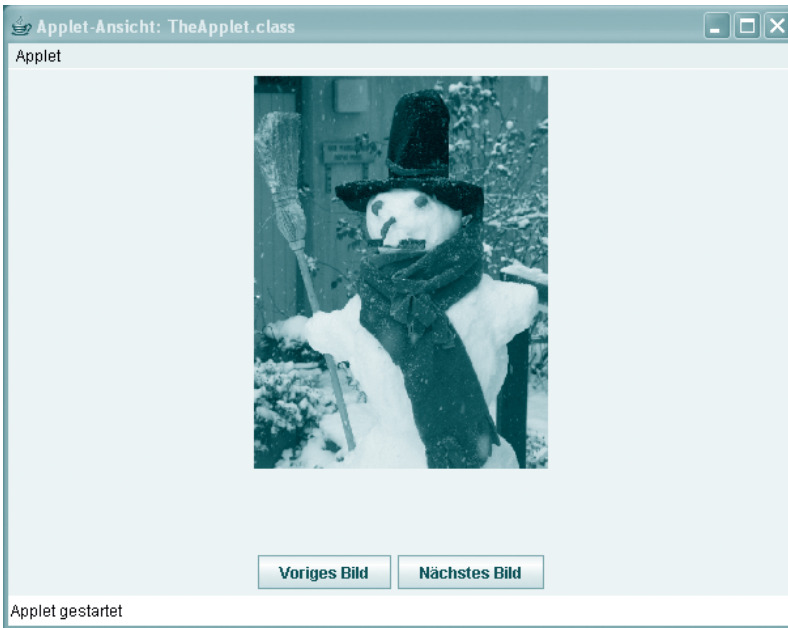 Applet-Ansicht: TheApplet.class
Applet
Voriges Bild Nächstes Bild
Applet gestartet